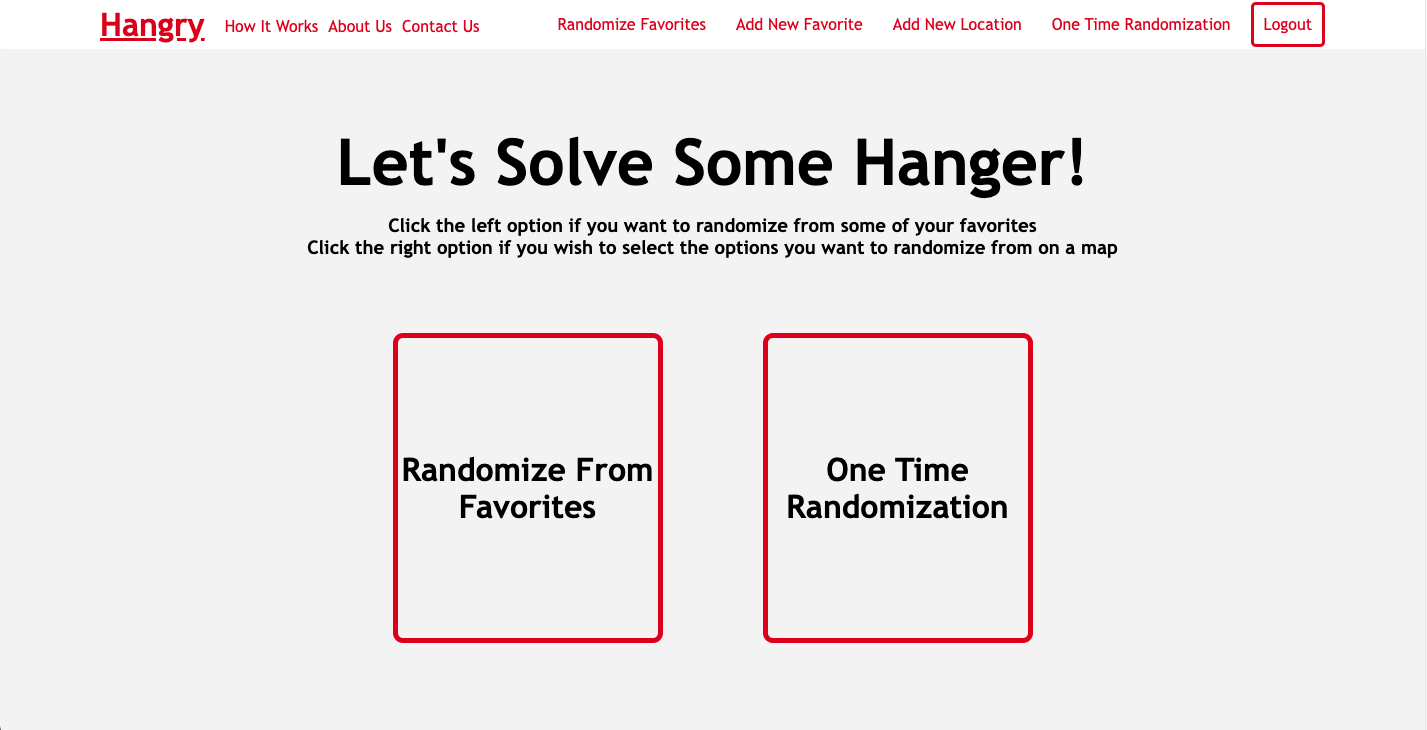 Hangry How It Works About Us Contact Us Randomize Favorites Add New Favorite Add New Location One Time Randomization Logout
Let's Solve Some Hanger!
Click the left option if you want to randomize from some of your favorites
Click the right option if you wish to select the options you want to randomize from on a map
Randomize From
Favorites
One Time
Randomization